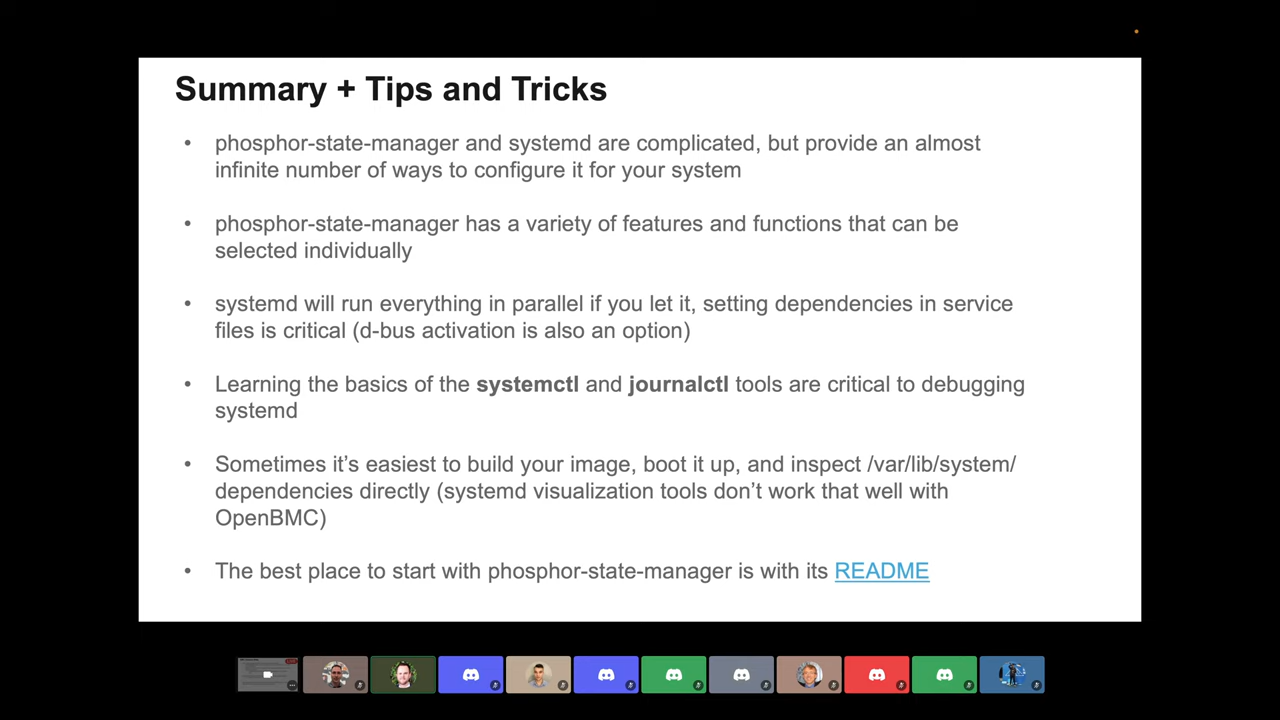 Summary + Tips and Tricks
• phosphor-state-manager and systemd are complicated, but provide an almost
infinite number of ways to configure it for your system
• phosphor-state-manager has a variety of features and functions that can be
selected individually
• systemd will run everything in parallel if you let it, setting dependencies in service
files is critical (d-bus activation is also an option)
• Learning the basics of the systemctl and journalctl tools are critical to debugging
systemd
• Sometimes it’s easiest to build your image, boot it up, and inspect /var/lib/system/
dependencies directly (systemd visualization tools don’t work that well with
OpenBMC)
• The best place to start with phosphor-state-manager is with its README